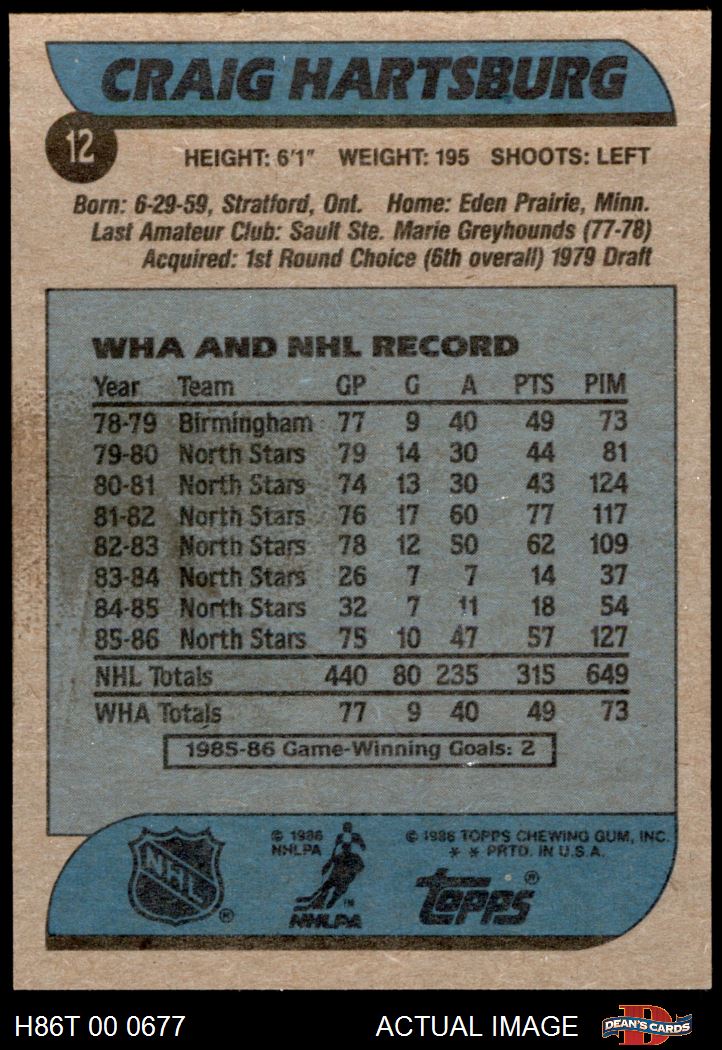 CRAIG HARTSBURG
12
HEIGHT: 6'1" WEIGHT: 195 SHOOTS: LEFT
Born: 6-29-59, Stratford, Ont. Home: Eden Prairie, Minn.
Last Amateur Club: Sault Ste. Marie Greyhounds (77-78)
Acquired: 1st Round Choice (6th overall) 1979 Draft
WHA AND NHL RECORD
Year Team GP G A PTS PIM
78-79 Birmingham 77 9 40 49 73
79-80 North Stars 79 14 30 44 81
80-81 North Stars 74 13 30 43 124
81-82 North Stars 76 17 60 77 117
82-83 North Stars 78 12 50 62 109
83-84 North Stars 26 7 7 14 37
84-85 North Stars 32 7 11 18 54
85-86 North Stars 75 10 47 57 127
NHL Totals 440 80 235 315 649
WHA Totals 77 9 40 49 73
1985-86 Game-Winning Goals: 2
© 1986 NHLPA
© 1986 TOPPS CHEWING GUM, INC.
* * PRTD. IN U.S.A.
NHL ®
NHLPA TM
Topps ®
H86T 00 0677 ACTUAL IMAGE
D DEAN'S CARDS